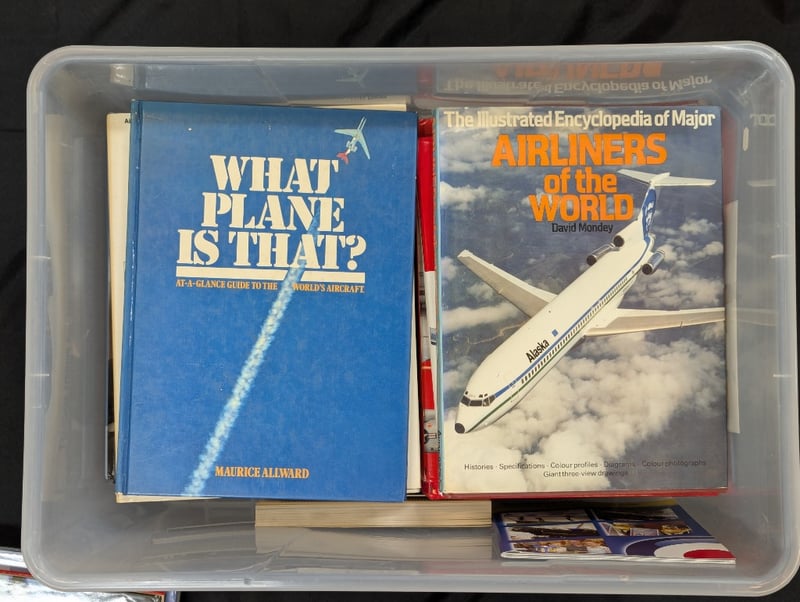 WHAT
PLANE
IS THAT?
AT-A-GLANCE GUIDE TO THE WORLD'S AIRCRAFT
MAURICE ALLWARD
The Illustrated Encyclopedia of Major
AIRLINERS
of the
WORLD
David Mondey
Alaska
Histories · Specifications · Colour profiles · Diagrams · Colour photographs
Giant three-view drawings